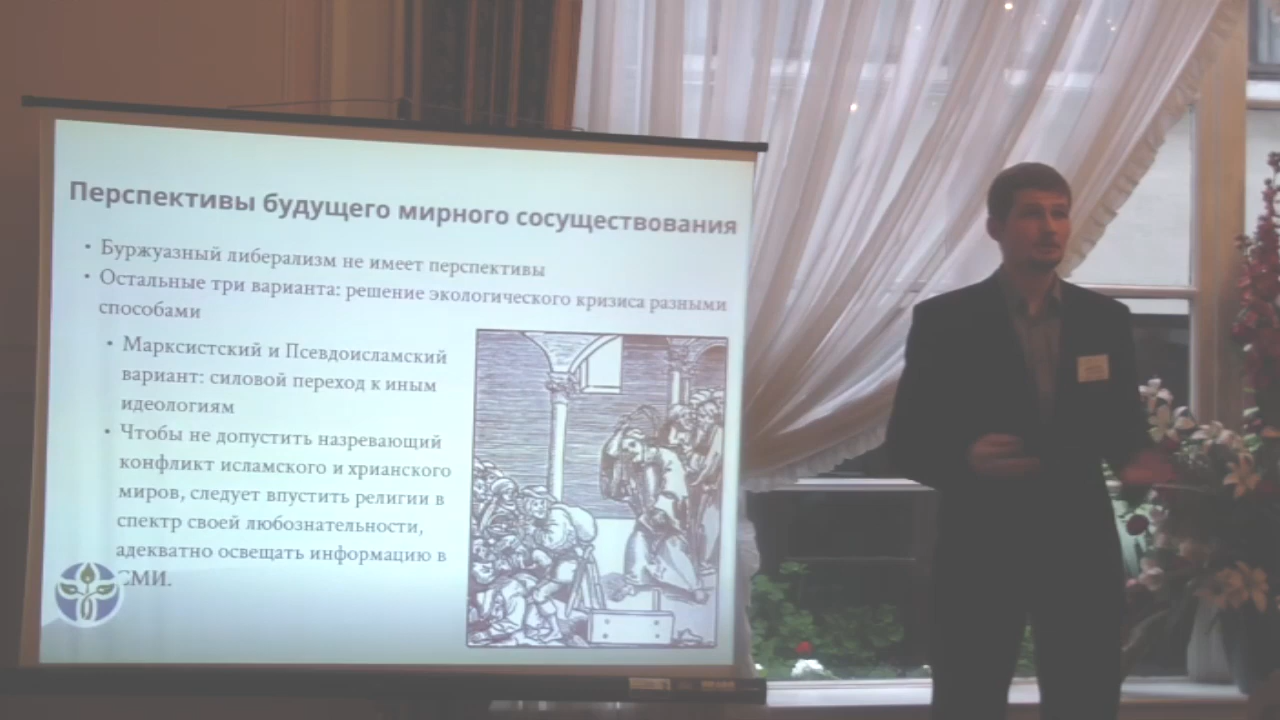 Перспективы будущего мирного сосуществования
• Буржуазный либерализм не имеет перспективы
• Остальные три варианта: решение экологического кризиса разными
способами
• Марксистский и Псевдоисламский
вариант: силовой переход к иным
идеологиям
• Чтобы не допустить назревающий
конфликт исламского и хрианского
миров, следует впустить религии в
спектр своей любознательности,
адекватно освещать информацию в
СМИ.